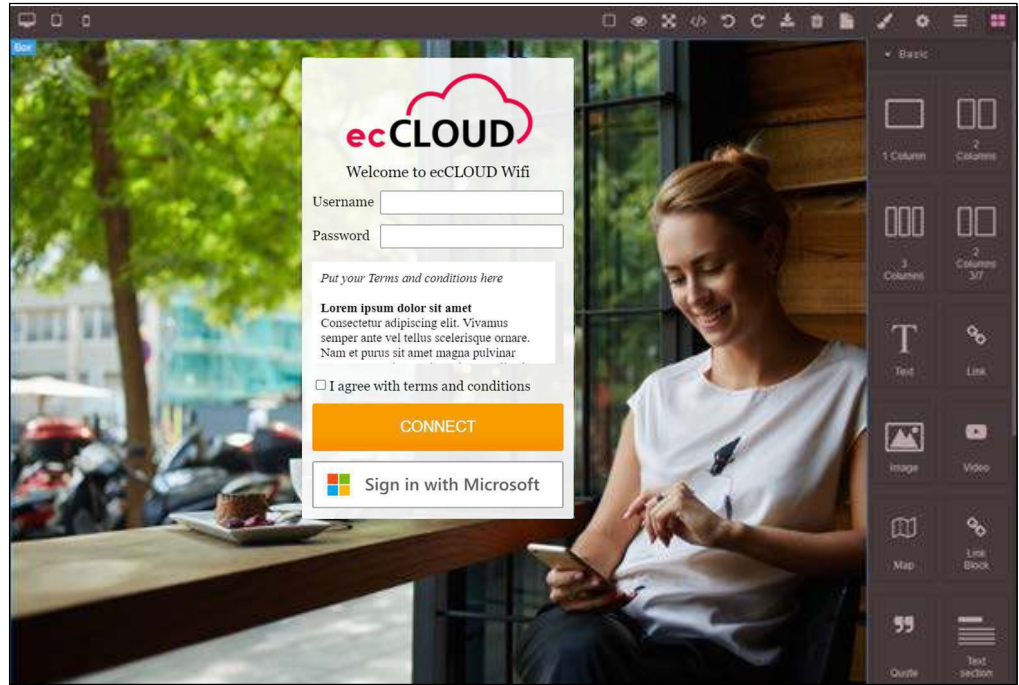 Box
ecCLOUD
Welcome to ecCLOUD Wifi
Username
Password
Put your Terms and conditions here
Lorem ipsum dolor sit amet
Consectetur adipiscing elit. Vivamus
semper ante vel tellus scelerisque ornare.
Nam et purus sit amet magna pulvinar
I agree with terms and conditions
CONNECT
Sign in with Microsoft
Basic
1 Column
2
Columns
3
Columns
2
Columns
3/7
Text
Link
Image
Video
Map
Link
Block
Quote
Text
section